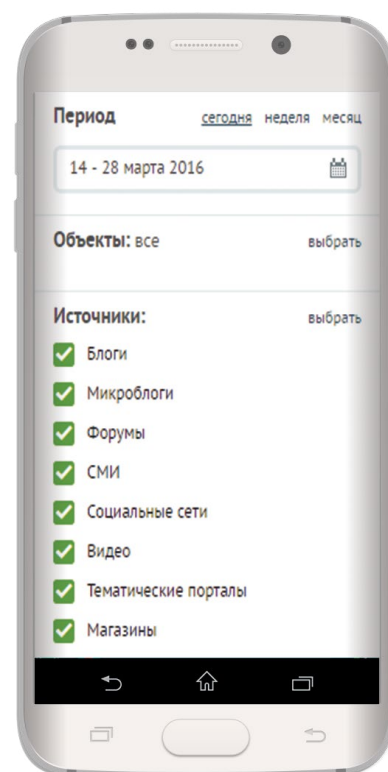 Период сегодня неделя месяц
14 - 28 марта 2016
Объекты: все выбрать
Источники: выбрать
Блоги
Микроблоги
Форумы
СМИ
Социальные сети
Видео
Тематические порталы
Магазины